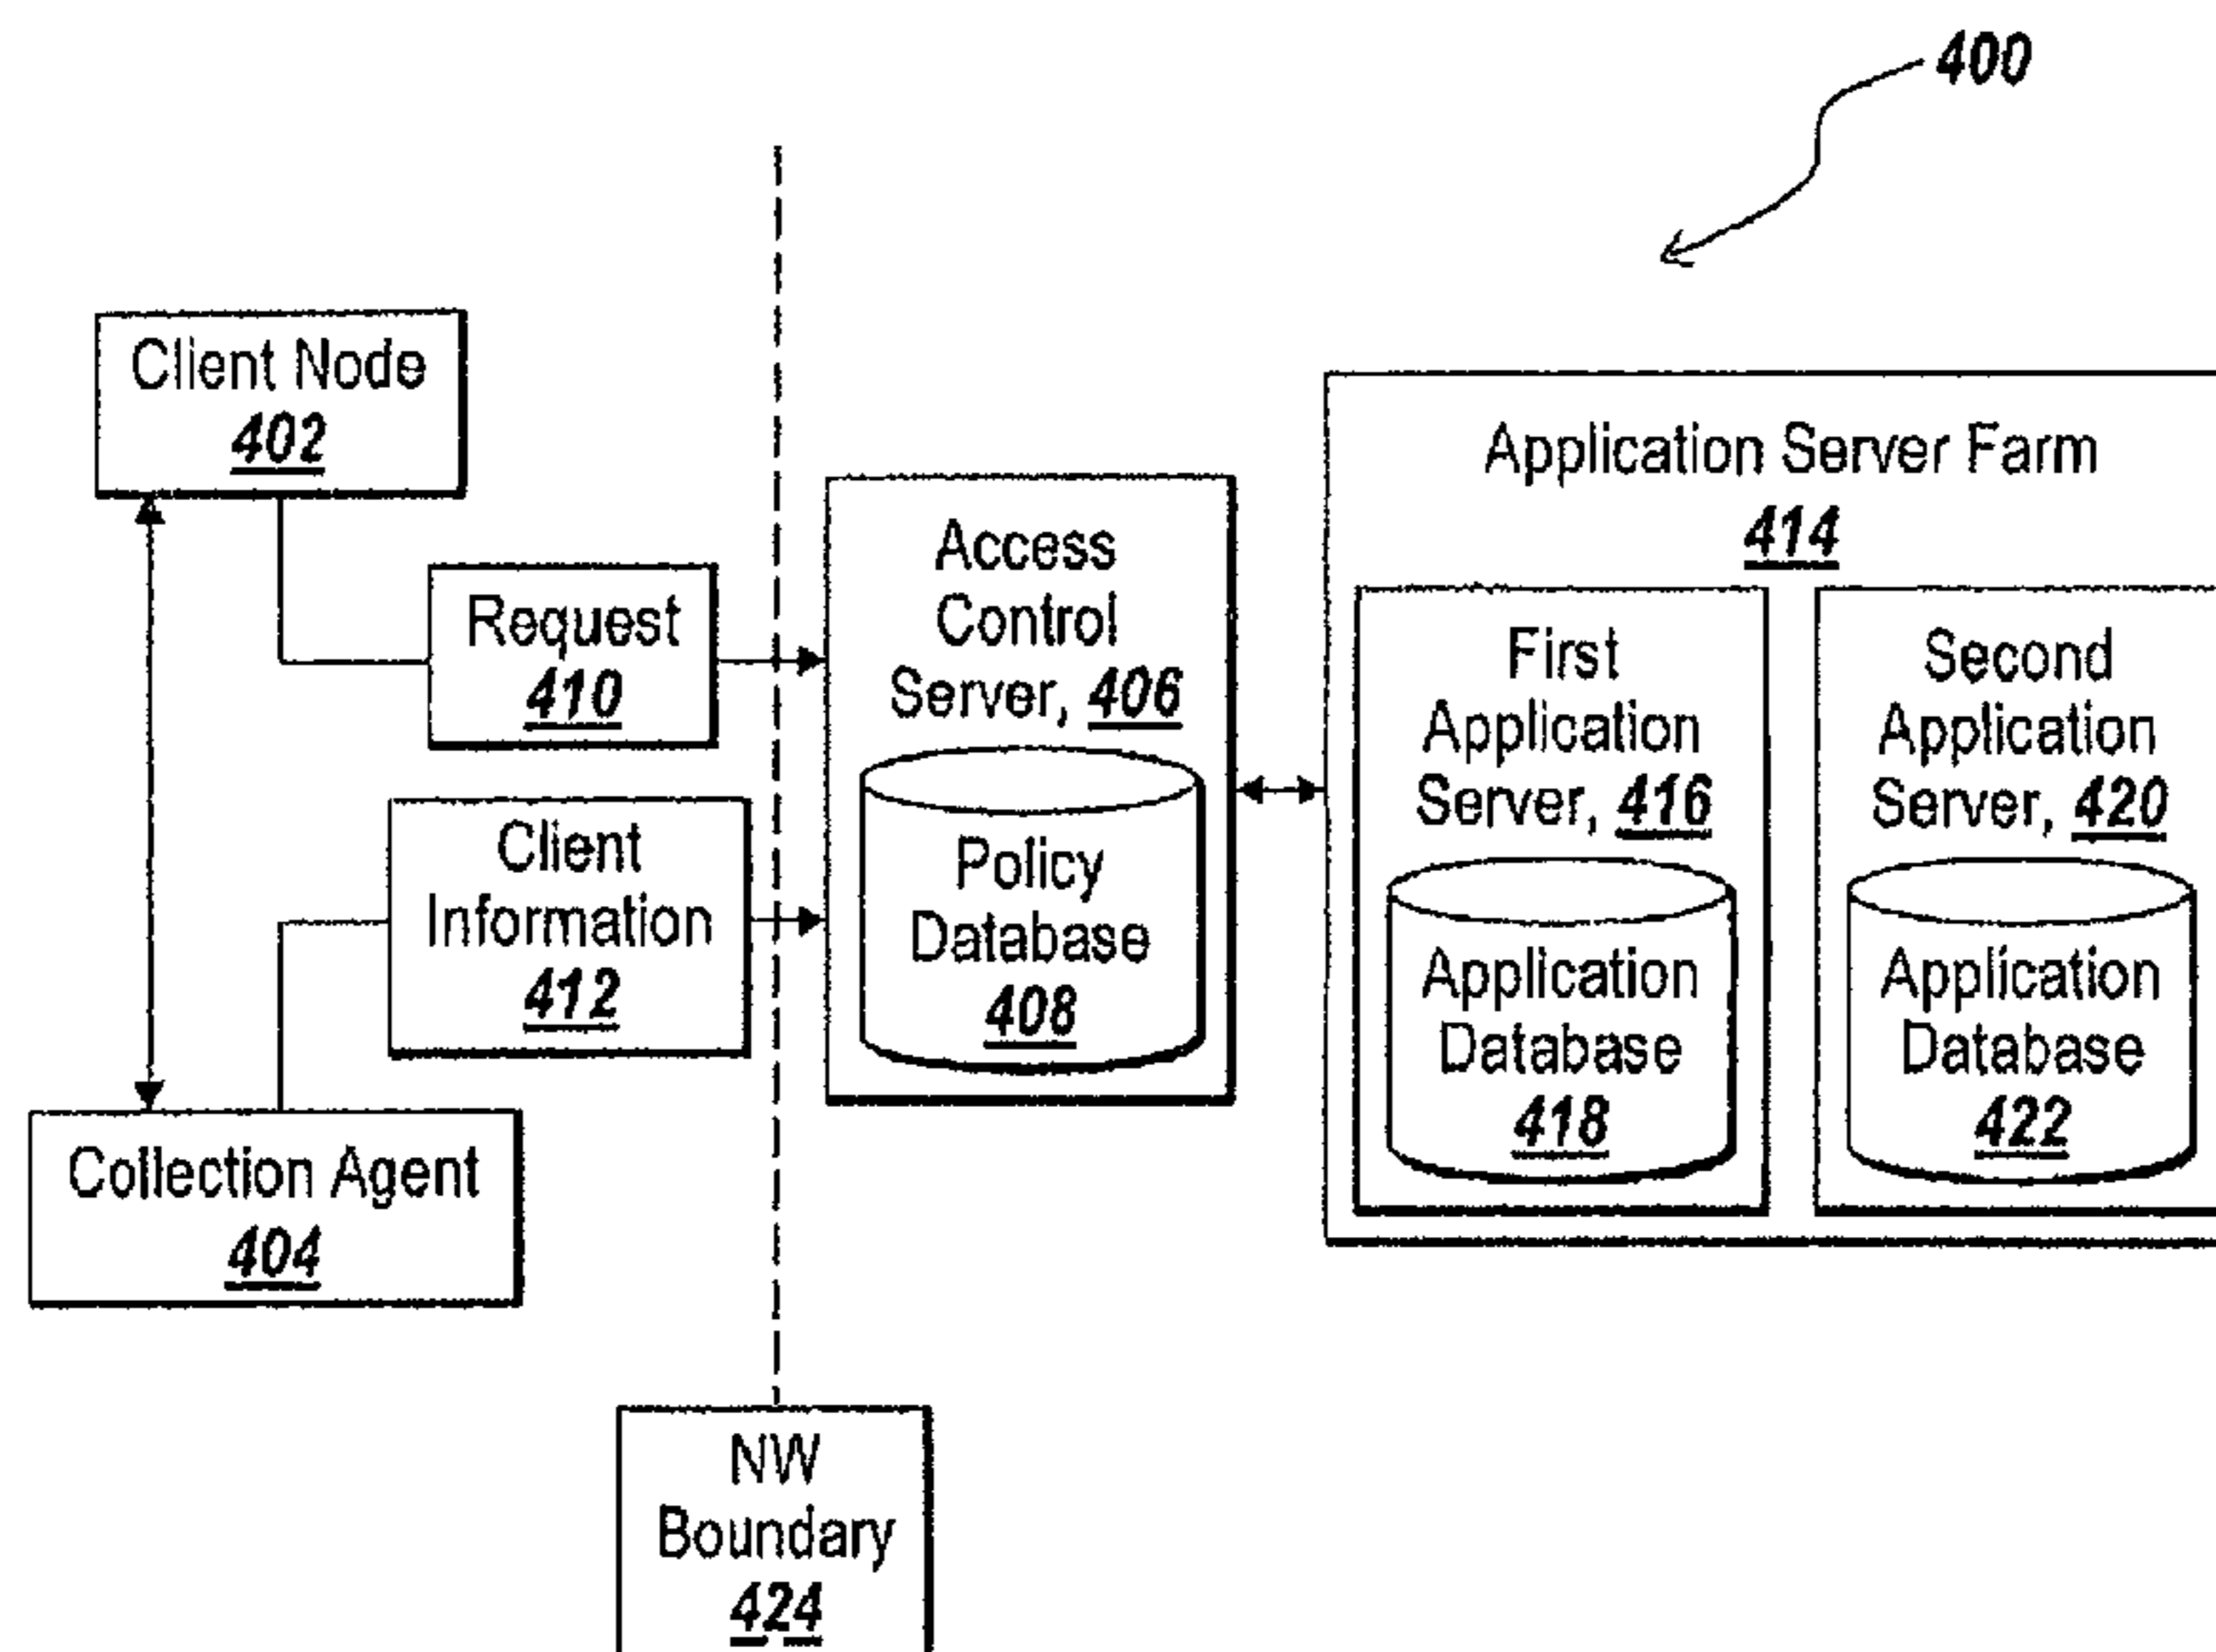 400
Client Node
402
Request
410
Client
Information
412
Collection Agent
404
Access
Control
Server, 406
Policy
Database
408
Application Server Farm
414
First
Application
Server, 416
Application
Database
418
Second
Application
Server, 420
Application
Database
422
NW
Boundary
424